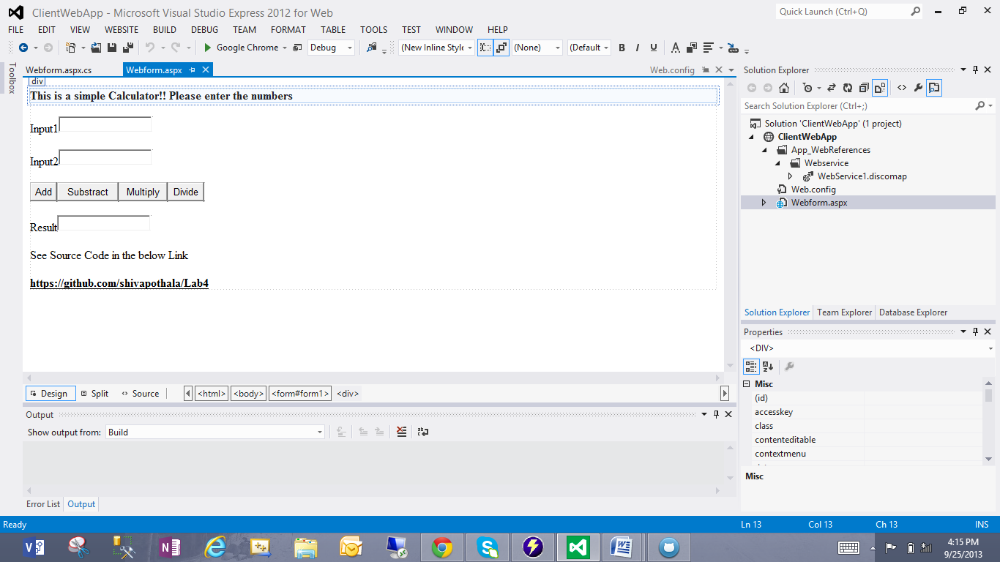 ClientWebApp - Microsoft Visual Studio Express 2012 for Web
Quick Launch (Ctrl+Q)
FILE EDIT VIEW WEBSITE BUILD DEBUG TEAM FORMAT TABLE TOOLS TEST WINDOW HELP
Google Chrome Debug (New Inline Style (None) (Default B I U A
Toolbox
Webform.aspx.cs Webform.aspx Web.config
div
This is a simple Calculator!! Please enter the numbers
Input1
Input2
Add Substract Multiply Divide
Result
See Source Code in the below Link
https://github.com/shivapothala/Lab4
Design Split Source <html> <body> <form#form1> <div>
Output
Show output from: Build
Error List Output
Solution Explorer
Search Solution Explorer (Ctrl+;)
Solution 'ClientWebApp' (1 project)
ClientWebApp
App_WebReferences
Webservice
WebService1.discomap
Web.config
Webform.aspx
Solution Explorer Team Explorer Database Explorer
Properties
<DIV>
Misc
(id)
accesskey
class
contenteditable
contextmenu
Misc
Ready Ln 13 Col 13 Ch 13 INS
4:15 PM
9/25/2013